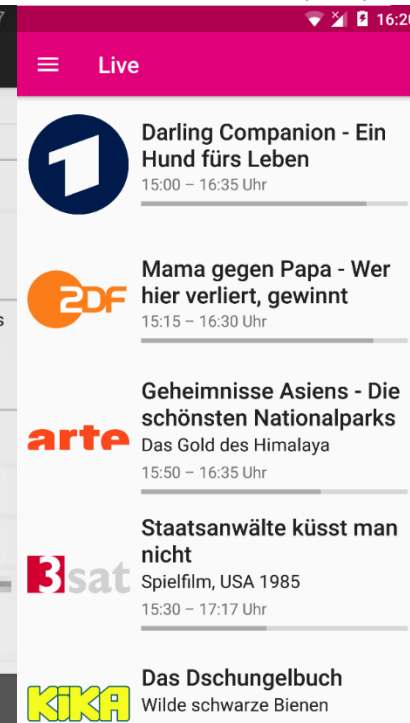 16:20
Live
1
Darling Companion - Ein
Hund fürs Leben
15:00 – 16:35 Uhr
ZDF
Mama gegen Papa - Wer
hier verliert, gewinnt
15:15 – 16:30 Uhr
arte
Geheimnisse Asiens - Die
schönsten Nationalparks
Das Gold des Himalaya
15:50 – 16:35 Uhr
3sat
Staatsanwälte küsst man
nicht
Spielfilm, USA 1985
15:30 – 17:17 Uhr
KiKA
Das Dschungelbuch
Wilde schwarze Bienen